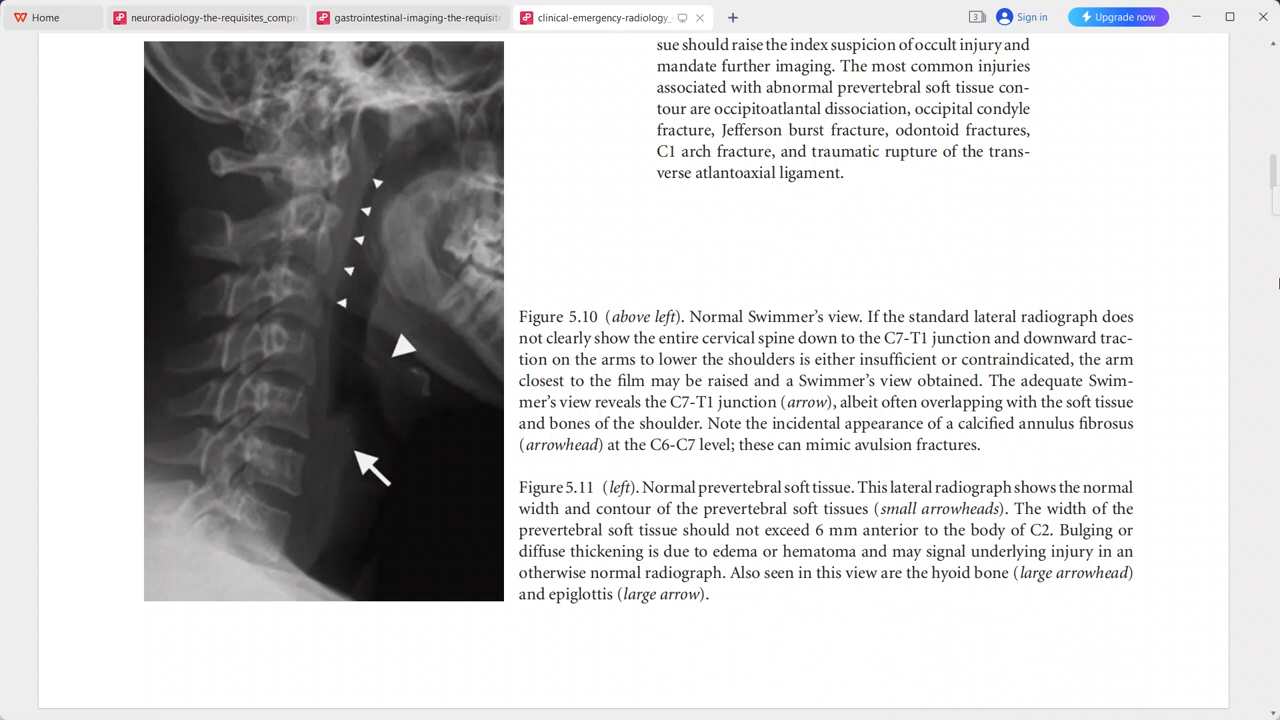 Home
neuroradiology-the-requisites_compr
gastrointestinal-imaging-the-requisite
clinical-emergency-radiology_
3
Sign in
Upgrade now
sue should raise the index suspicion of occult injury and
mandate further imaging. The most common injuries
associated with abnormal prevertebral soft tissue con-
tour are occipitoatlantal dissociation, occipital condyle
fracture, Jefferson burst fracture, odontoid fractures,
C1 arch fracture, and traumatic rupture of the trans-
verse atlantoaxial ligament.
Figure 5.10 (above left). Normal Swimmer's view. If the standard lateral radiograph does
not clearly show the entire cervical spine down to the C7-T1 junction and downward trac-
tion on the arms to lower the shoulders is either insufficient or contraindicated, the arm
closest to the film may be raised and a Swimmer's view obtained. The adequate Swim-
mer's view reveals the C7-T1 junction (arrow), albeit often overlapping with the soft tissue
and bones of the shoulder. Note the incidental appearance of a calcified annulus fibrosus
(arrowhead) at the C6-C7 level; these can mimic avulsion fractures.
Figure 5.11 (left). Normal prevertebral soft tissue. This lateral radiograph shows the normal
width and contour of the prevertebral soft tissues (small arrowheads). The width of the
prevertebral soft tissue should not exceed 6 mm anterior to the body of C2. Bulging or
diffuse thickening is due to edema or hematoma and may signal underlying injury in an
otherwise normal radiograph. Also seen in this view are the hyoid bone (large arrowhead)
and epiglottis (large arrow).